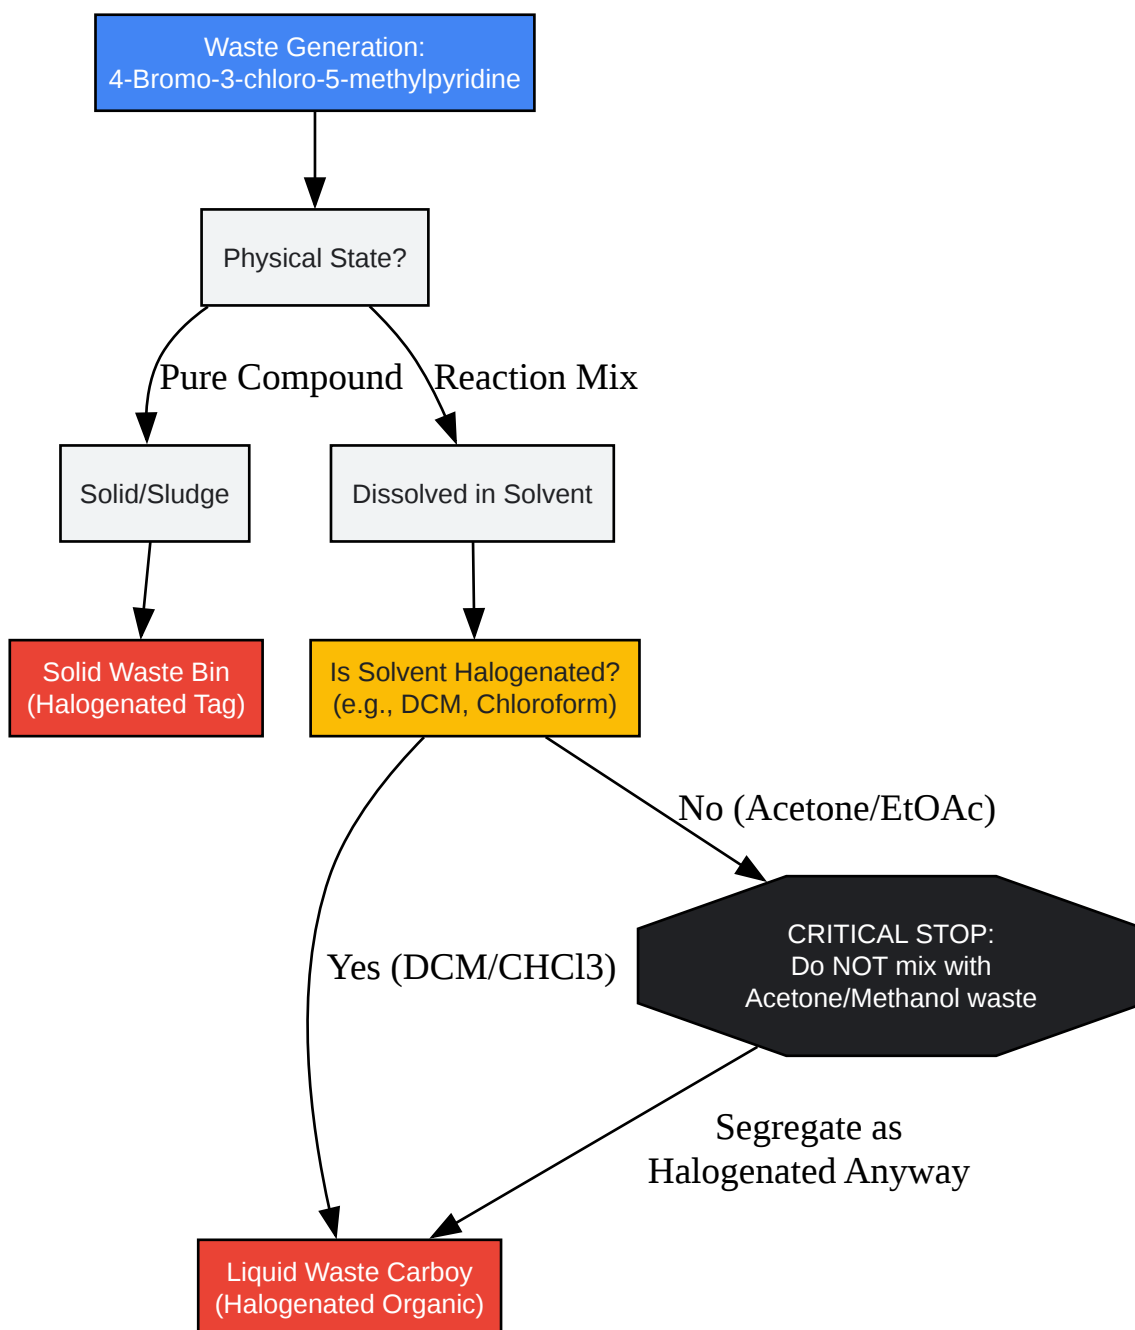 Waste Generation:
4-Bromo-3-chloro-5-methylpyridine
Physical State?
Pure Compound
Reaction Mix
Solid/Sludge
Dissolved in Solvent
Solid Waste Bin
(Halogenated Tag)
Is Solvent Halogenated?
(e.g., DCM, Chloroform)
No (Acetone/EtOAc)
Yes (DCM/CHCl3)
CRITICAL STOP:
Do NOT mix with
Acetone/Methanol waste
Segregate as
Halogenated Anyway
Liquid Waste Carboy
(Halogenated Organic)